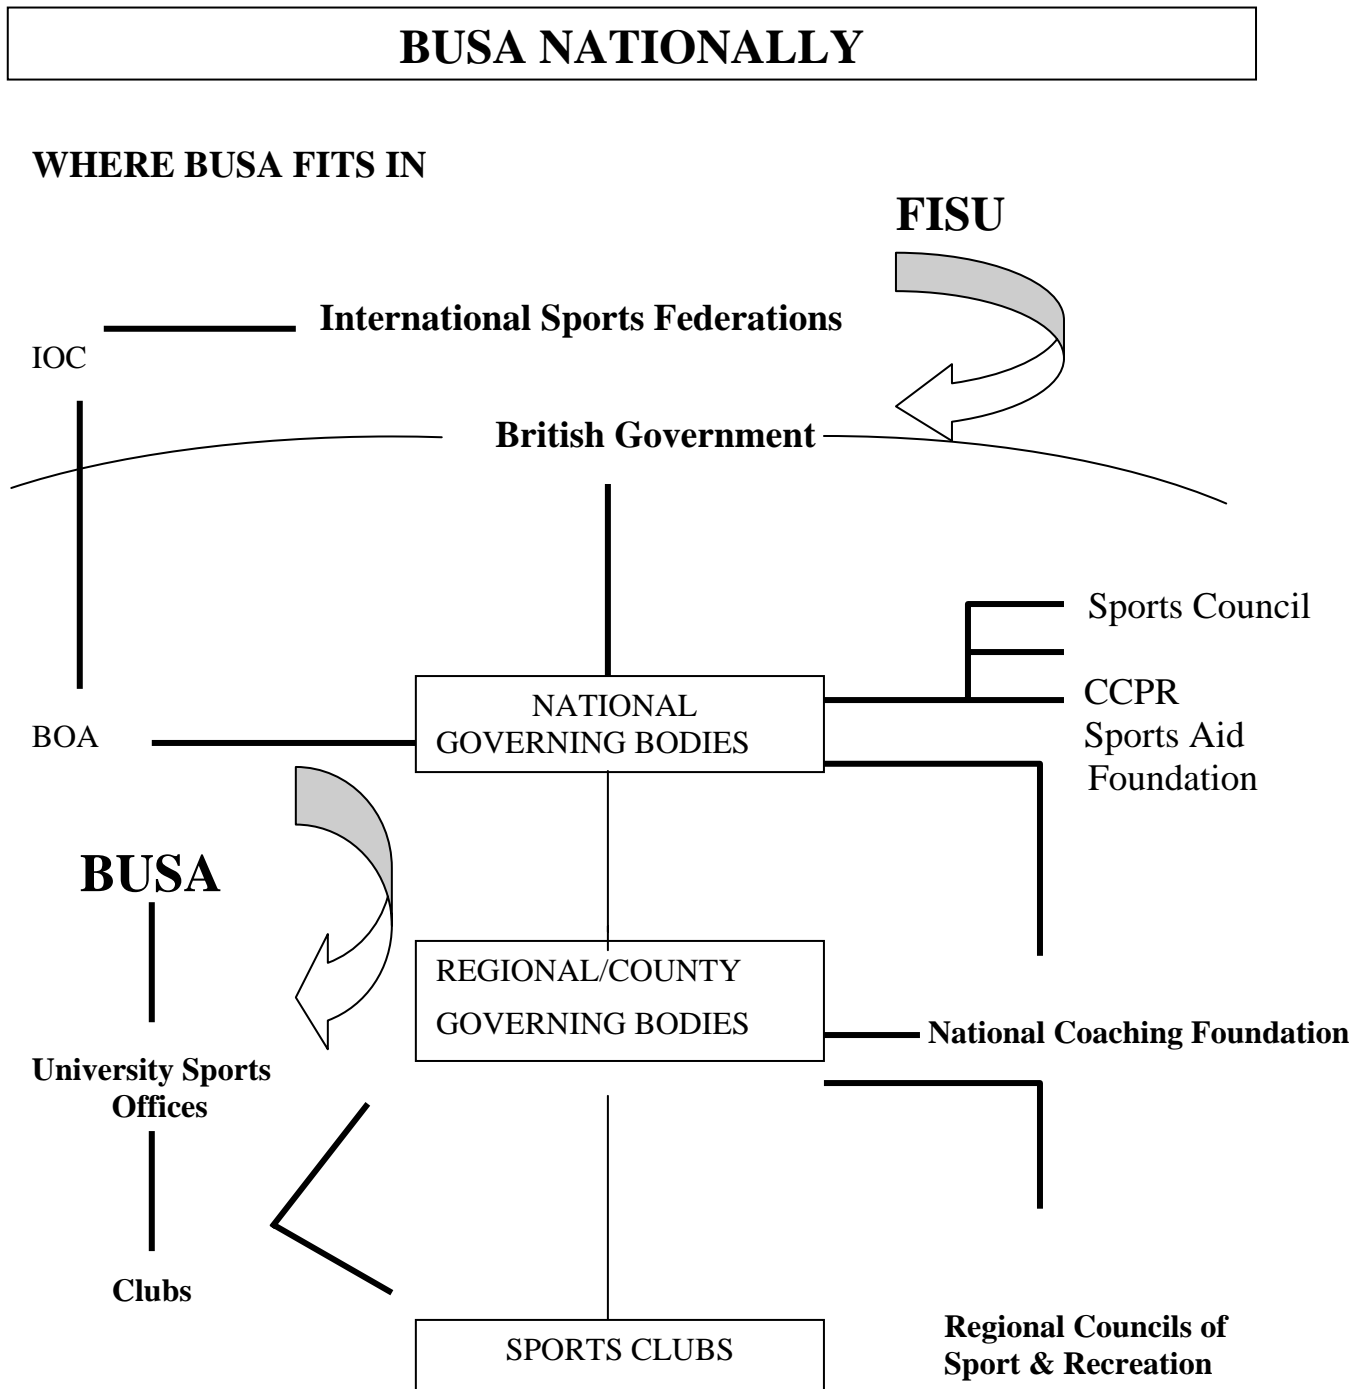 BUSA NATIONALLY
WHERE BUSA FITS IN
FISU
International Sports Federations
IOC
British Government
Sports Council
NATIONAL
GOVERNING BODIES
CCPR
Sports Aid
Foundation
BOA
BUSA
REGIONAL/COUNTY
GOVERNING BODIES
National Coaching Foundation
University Sports
Offices
Clubs
SPORTS CLUBS
Regional Councils of
Sport & Recreation